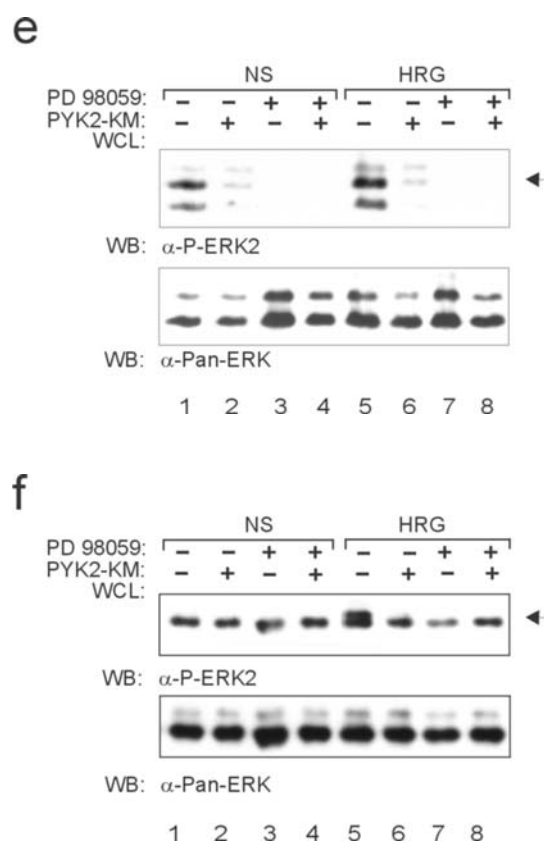 e
NS HRG
PD 98059: − − + + − − + +
PYK2-KM: − + − + − + − +
WCL:
WB: α-P-ERK2
WB: α-Pan-ERK
1 2 3 4 5 6 7 8
f
NS HRG
PD 98059: − − + + − − + +
PYK2-KM: − + − + − + − +
WCL:
WB: α-P-ERK2
WB: α-Pan-ERK
1 2 3 4 5 6 7 8